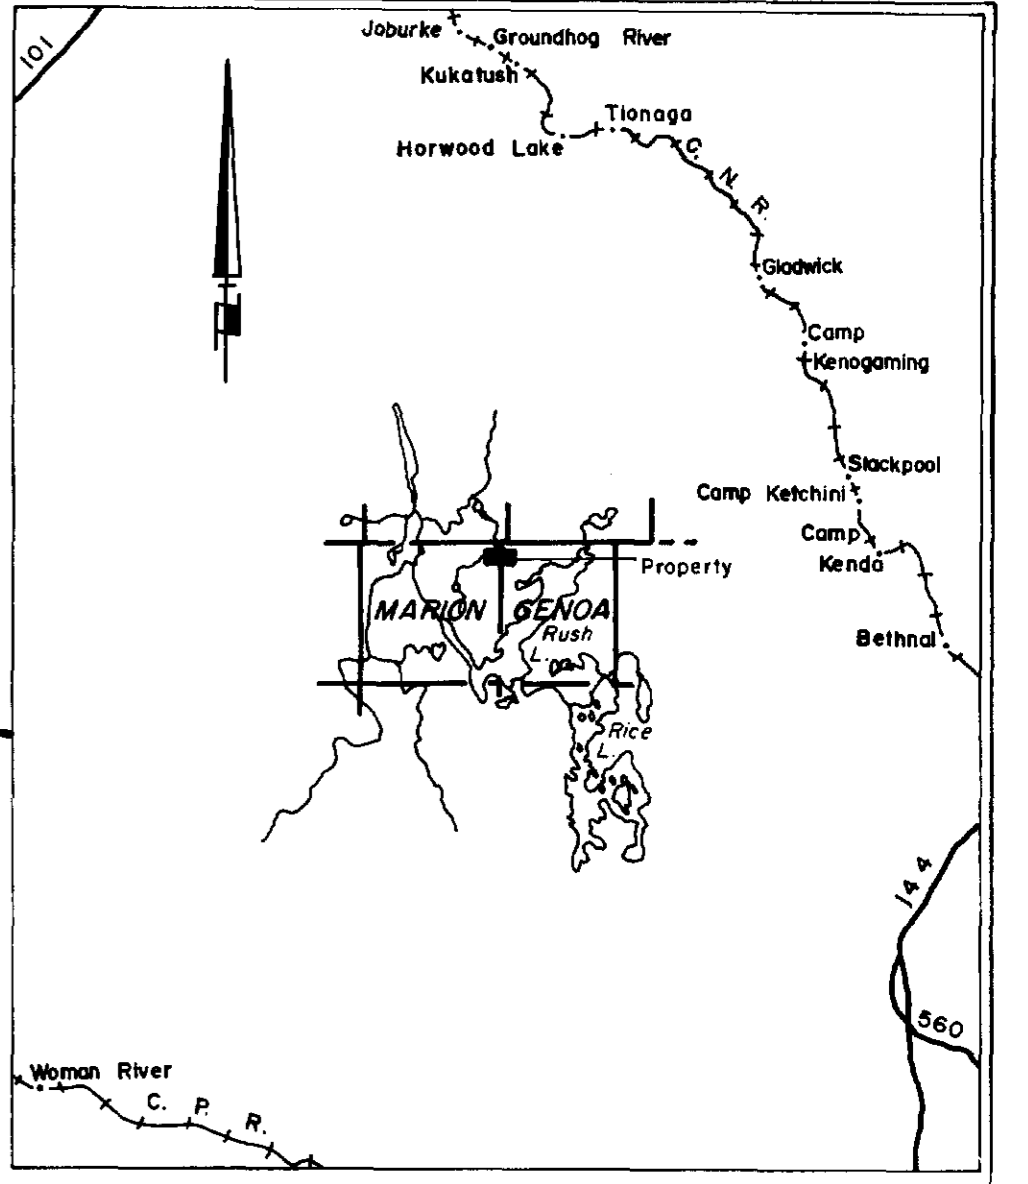 101
Joburke
Groundhog River
Kukatush
Tionaga
Horwood Lake
C. N. R.
Gladwick
Camp
Kenogaming
Slackpool
Camp Ketchini
Camp
Kenda
Property
MARION GENOA
Rush
L.
Bethnal
Rice
L.
144
560
Woman River
C. P. R.